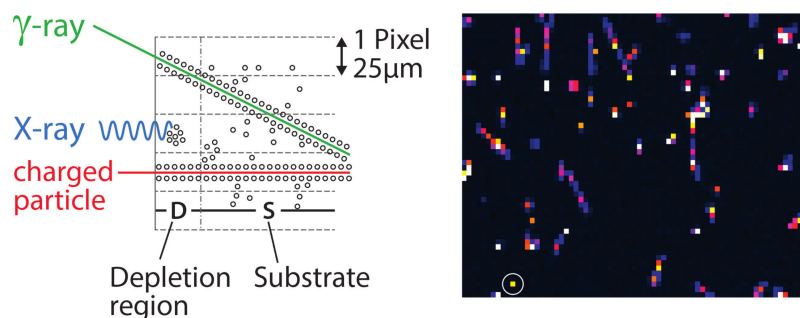 γ-ray
1 Pixel
25μm
X-ray
charged
particle
D
S
Depletion
region
Substrate